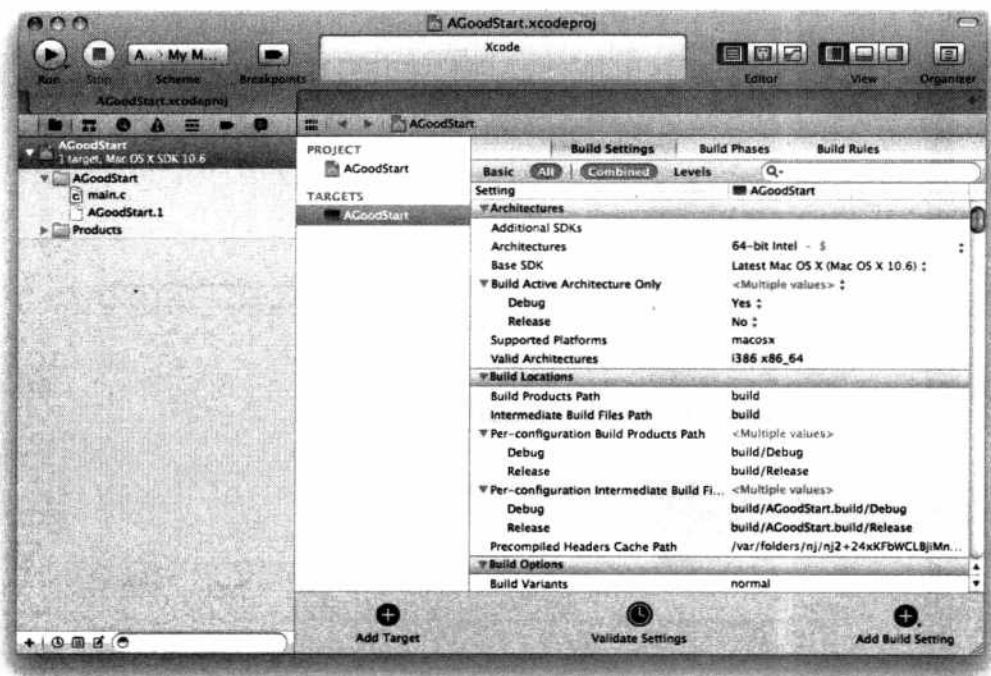 AGoodStart.xcodeproj
Xcode
A.. My M...
Run Stop Scheme Breakpoints
Editor View Organizer
AGoodStart.xcodeproj
AGoodStart
AGoodStart
1 target, Mac OS X SDK 10.6
AGoodStart
c main.c
AGoodStart.1
Products
PROJECT
AGoodStart
TARGETS
AGoodStart
Build Settings Build Phases Build Rules
Basic All Combined Levels
Setting AGoodStart
Architectures
Additional SDKs
Architectures 64-bit Intel - $
Base SDK Latest Mac OS X (Mac OS X 10.6)
Build Active Architecture Only <Multiple values>
Debug Yes
Release No
Supported Platforms macosx
Valid Architectures i386 x86_64
Build Locations
Build Products Path build
Intermediate Build Files Path build
Per-configuration Build Products Path <Multiple values>
Debug build/Debug
Release build/Release
Per-configuration Intermediate Build Fi... <Multiple values>
Debug build/AGoodStart.build/Debug
Release build/AGoodStart.build/Release
Precompiled Headers Cache Path /var/folders/nj/nj2+24xKFbWCLBjiMn...
Build Options
Build Variants normal
Add Target
Validate Settings
Add Build Setting